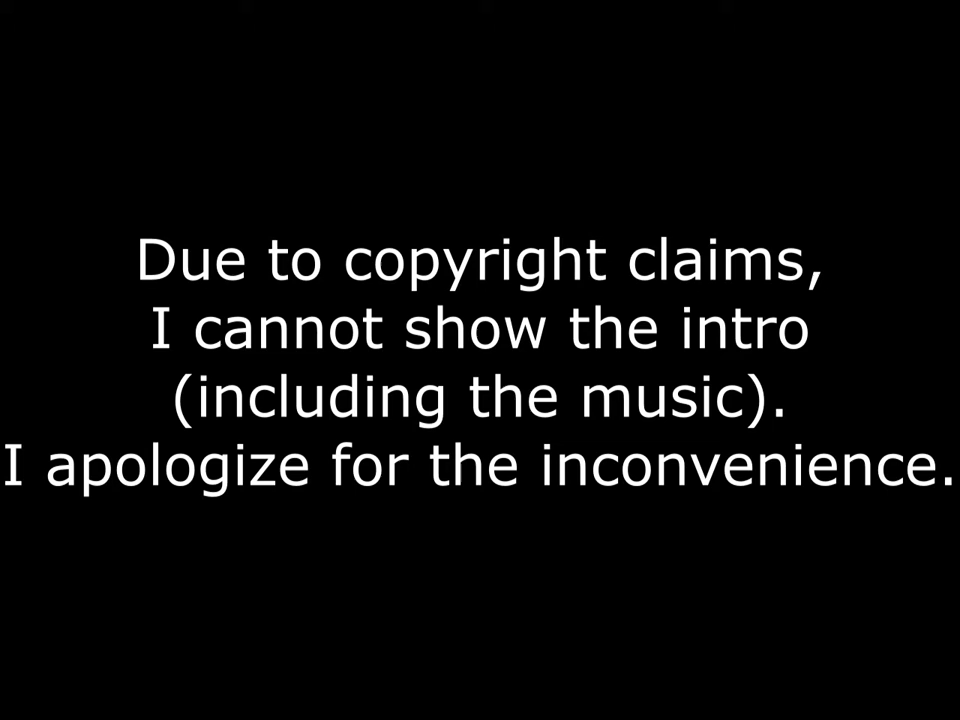 Due to copyright claims,
I cannot show the intro
(including the music).
I apologize for the inconvenience.